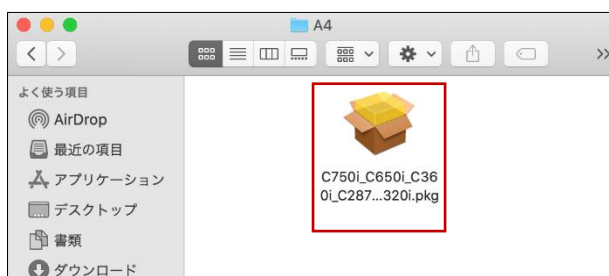 A4
よく使う項目
AirDrop
最近の項目
アプリケーション
デスクトップ
書類
ダウンロード
C750i_C650i_C36
0i_C287...320i.pkg